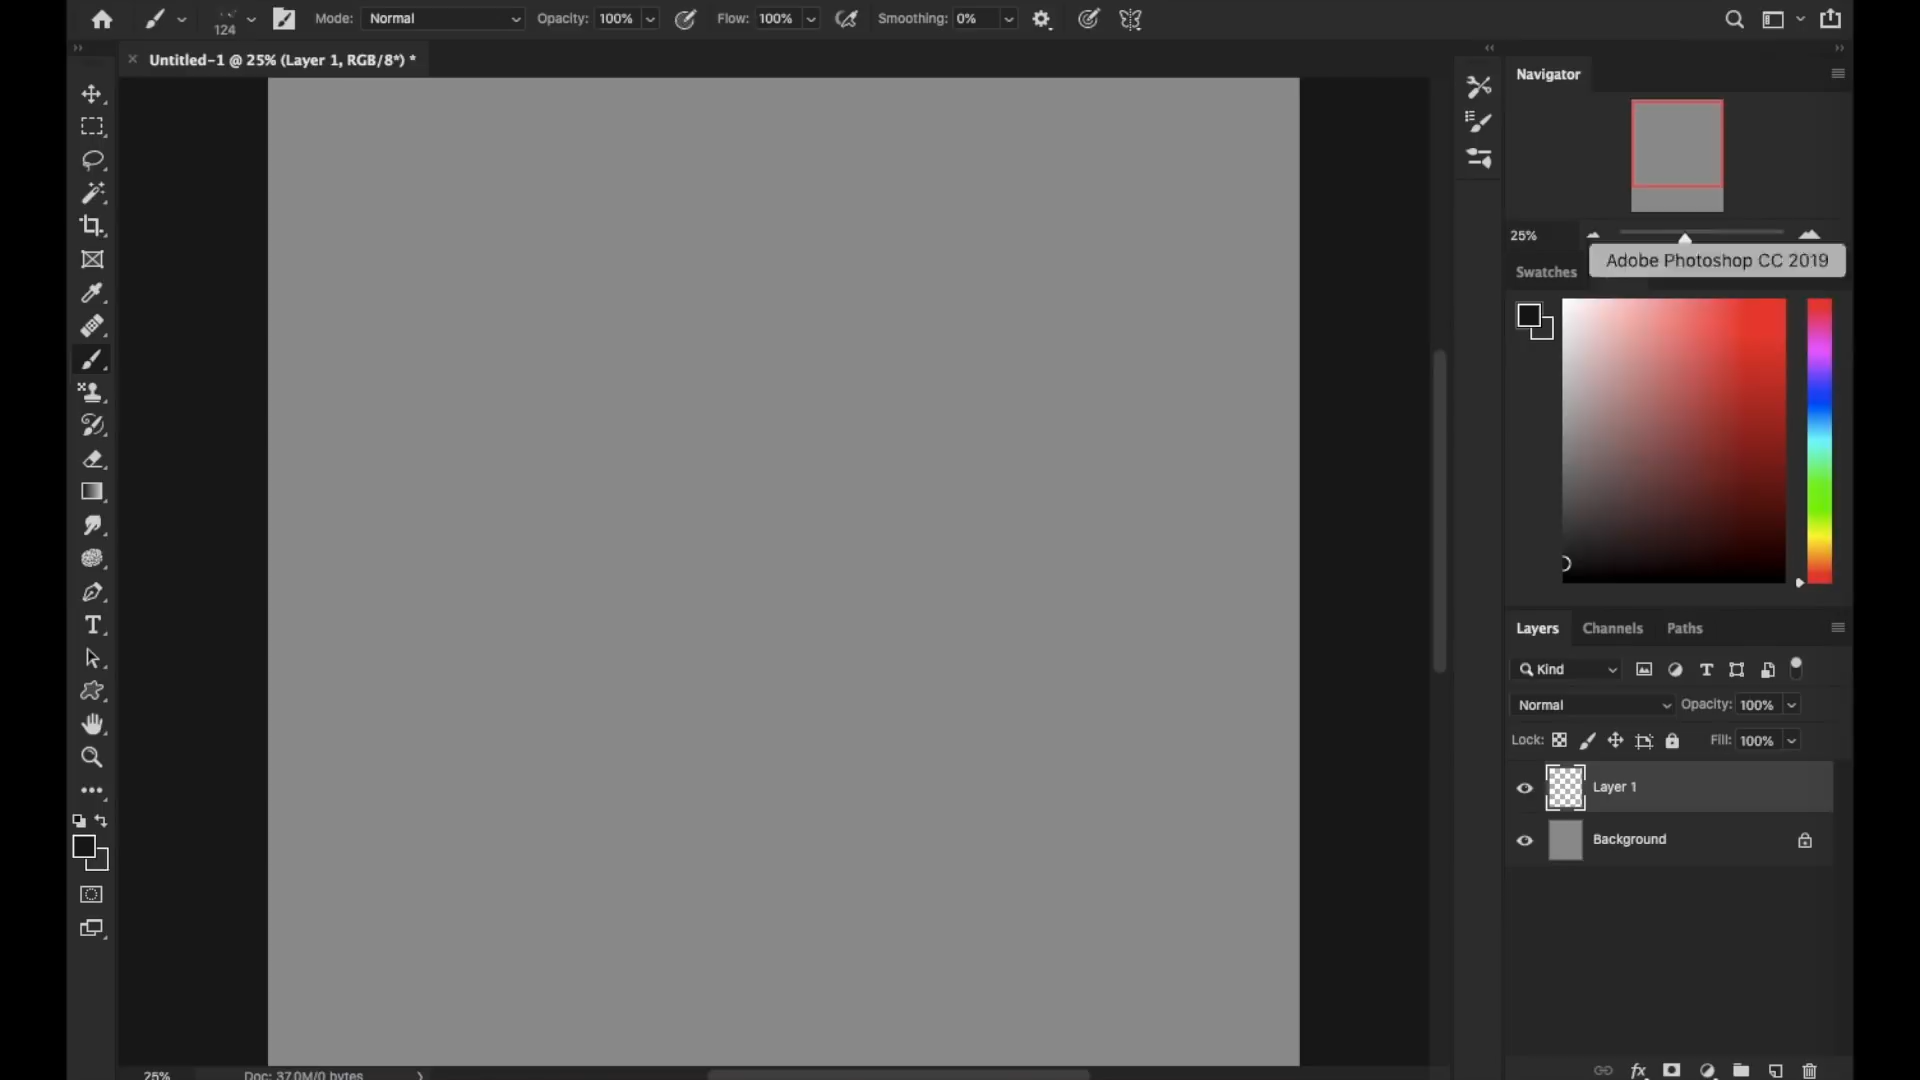 Mode: Normal Opacity: 100% Flow: 100% Smoothing: 0%
124
Untitled-1 @ 25% (Layer 1, RGB/8*) *
Navigator
25%
Adobe Photoshop CC 2019
Swatches
Layers Channels Paths
Kind
Normal Opacity: 100%
Lock: Fill: 100%
Layer 1
Background
25% Doc: 37.0M/0 bytes
fx